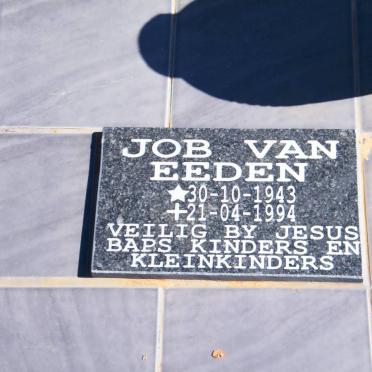 JOB VAN
EEDEN
★30-10-1943
✝21-04-1994
VEILIG BY JESUS
BAPS KINDERS EN
KLEINKINDERS